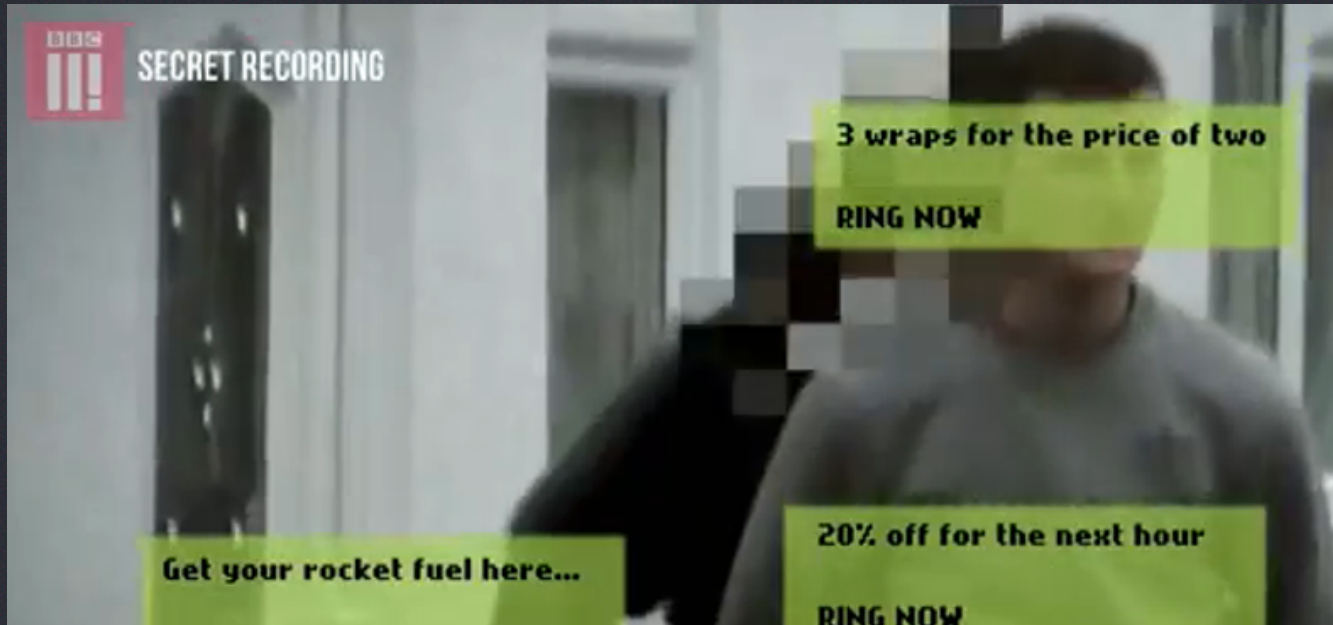 BBC
III!
SECRET RECORDING
3 wraps for the price of two
RING NOW
20% off for the next hour
RING NOW
Get your rocket fuel here...